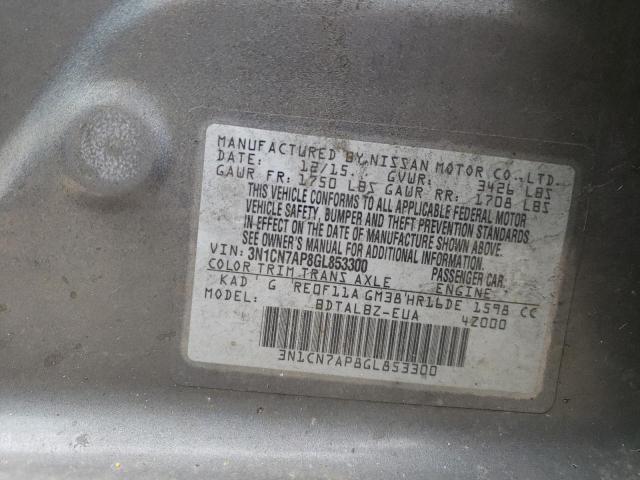 MANUFACTURED BY NISSAN MOTOR CO.,LTD.
DATE: 12/15 GVWR: 3426 LBS
GAWR FR: 1750 LBS GAWR RR: 1708 LBS
THIS VEHICLE CONFORMS TO ALL APPLICABLE FEDERAL MOTOR
VEHICLE SAFETY, BUMPER AND THEFT PREVENTION STANDARDS
IN EFFECT ON THE DATE OF MANUFACTURE SHOWN ABOVE.
SEE OWNER'S MANUAL FOR ADDITIONAL INFORMATION.
VIN: 3N1CN7AP8GL853300 PASSENGER CAR.
COLOR TRIM TRANS AXLE ENGINE
KAD G RE0F11A GM38 HR16DE 1598 CC
MODEL: BDTALBZ-EUA 42000
3N1CN7AP8GL853300